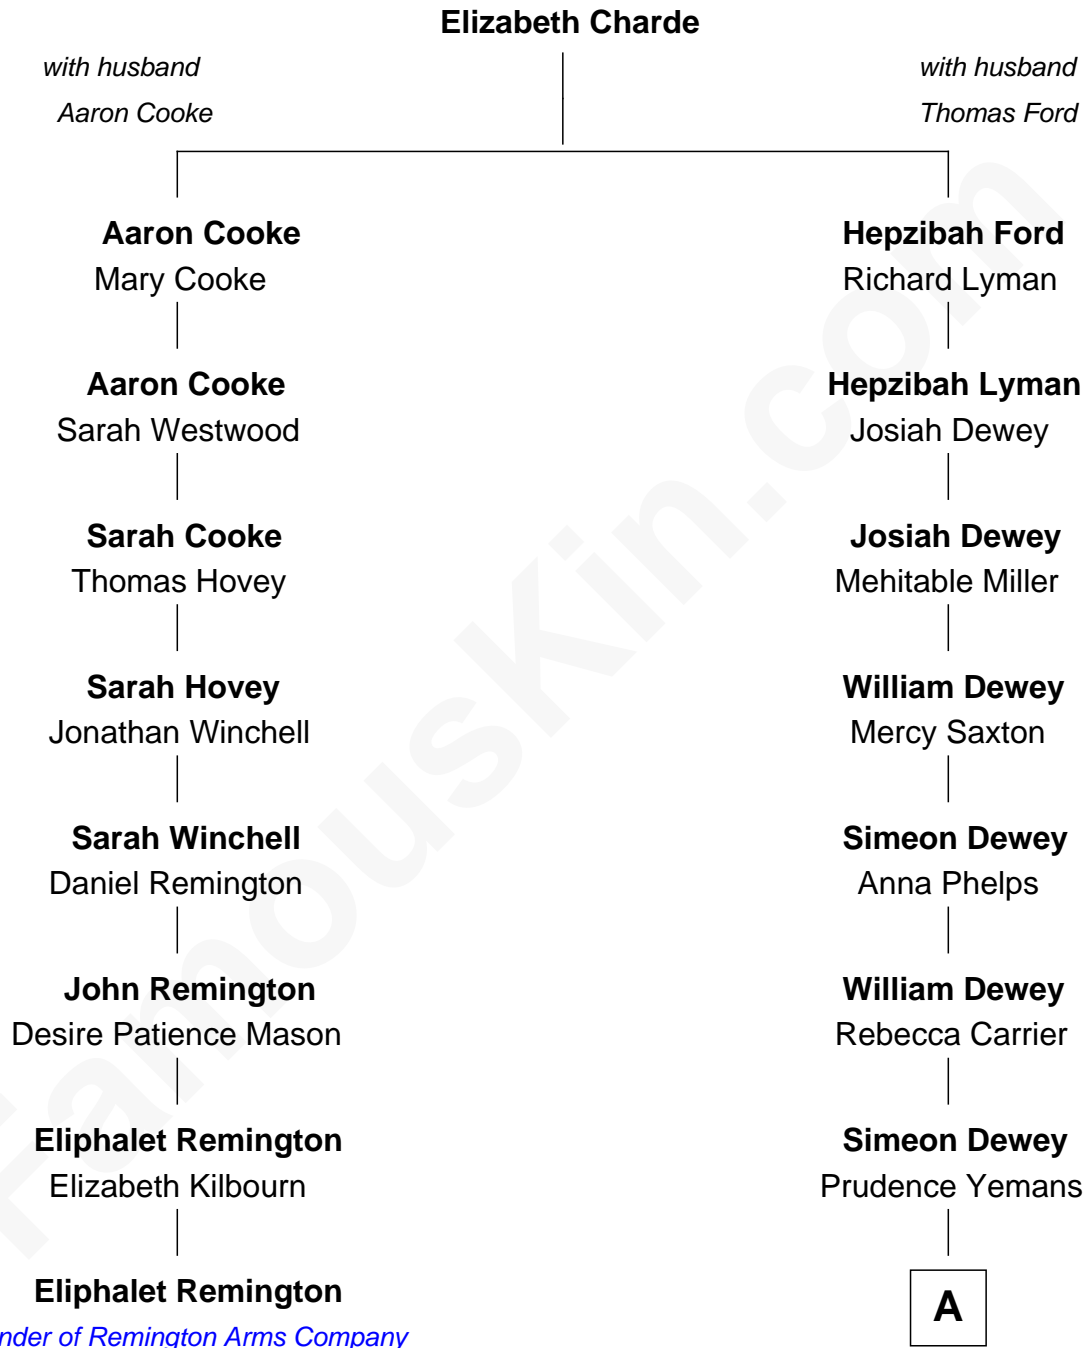 Elizabeth Charde
with husband
Aaron Cooke
with husband
Thomas Ford
Aaron Cooke
Mary Cooke
Hepzibah Ford
Richard Lyman
Aaron Cooke
Sarah Westwood
Hepzibah Lyman
Josiah Dewey
Sarah Cooke
Thomas Hovey
Josiah Dewey
Mehitable Miller
Sarah Hovey
Jonathan Winchell
William Dewey
Mercy Saxton
Sarah Winchell
Daniel Remington
Simeon Dewey
Anna Phelps
John Remington
Desire Patience Mason
William Dewey
Rebecca Carrier
Eliphalet Remington
Elizabeth Kilbourn
Simeon Dewey
Prudence Yemans
Eliphalet Remington
nder of Remington Arms Company
A
FamousKin.com